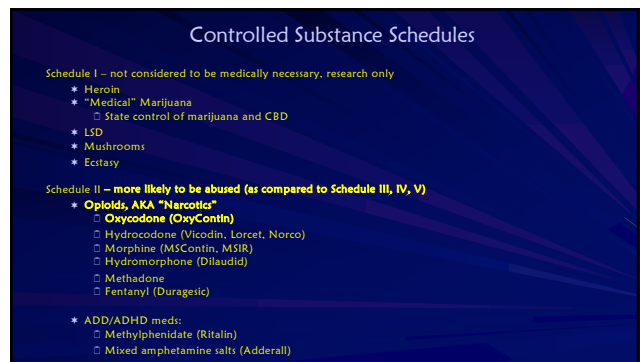 Controlled Substance Schedules
Schedule I – not considered to be medically necessary, research only
Heroin
“Medical” Marijuana
State control of marijuana and CBD
LSD
Mushrooms
Ecstasy
Schedule II – more likely to be abused (as compared to Schedule III, IV, V)
Opioids, AKA “Narcotics”
Oxycodone (OxyContin)
Hydrocodone (Vicodin, Lorcet, Norco)
Morphine (MSContin, MSIR)
Hydromorphone (Dilaudid)
Methadone
Fentanyl (Duragesic)
ADD/ADHD meds:
Methylphenidate (Ritalin)
Mixed amphetamine salts (Adderall)